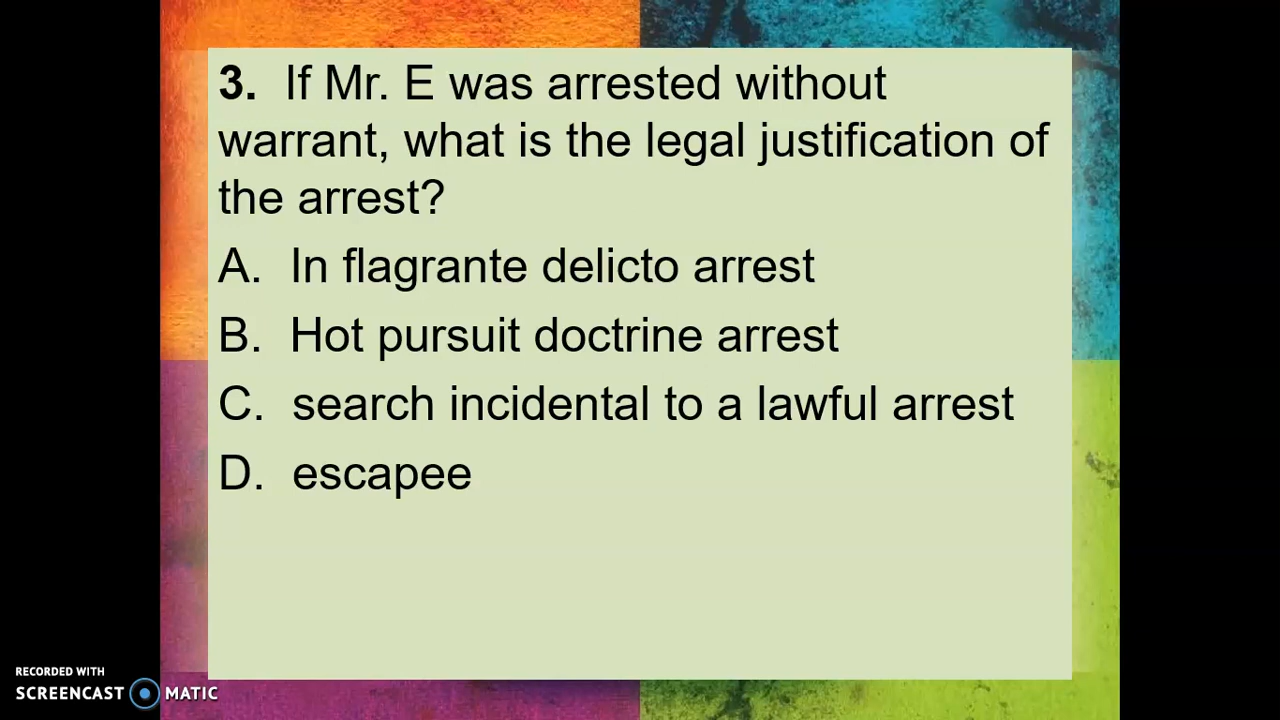 3. If Mr. E was arrested without
warrant, what is the legal justification of
the arrest?
A. In flagrante delicto arrest
B. Hot pursuit doctrine arrest
C. search incidental to a lawful arrest
D. escapee
RECORDED WITH
SCREENCAST MATIC